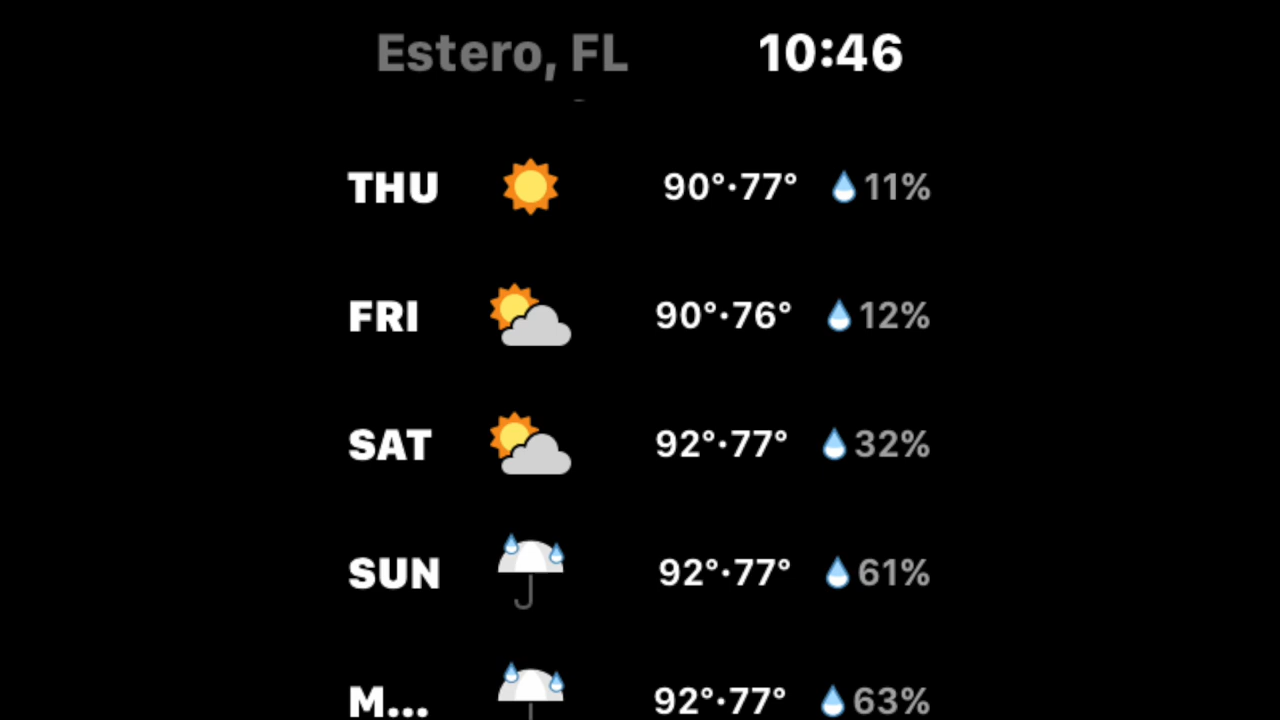 Estero, FL 10:46
THU 90°·77° 11%
FRI 90°·76° 12%
SAT 92°·77° 32%
SUN 92°·77° 61%
M... 92°·77° 63%